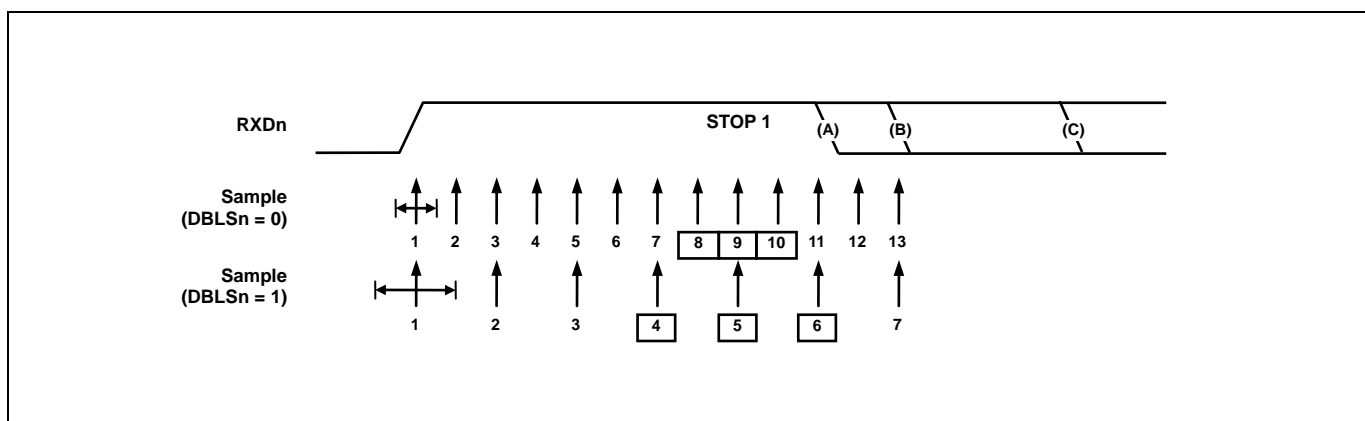 RXDn
STOP 1
(A)
(B)
(C)
Sample
(DBLSn = 0)
1 2 3 4 5 6 7 8 9 10 11 12 13
Sample
(DBLSn = 1)
1 2 3 4 5 6 7